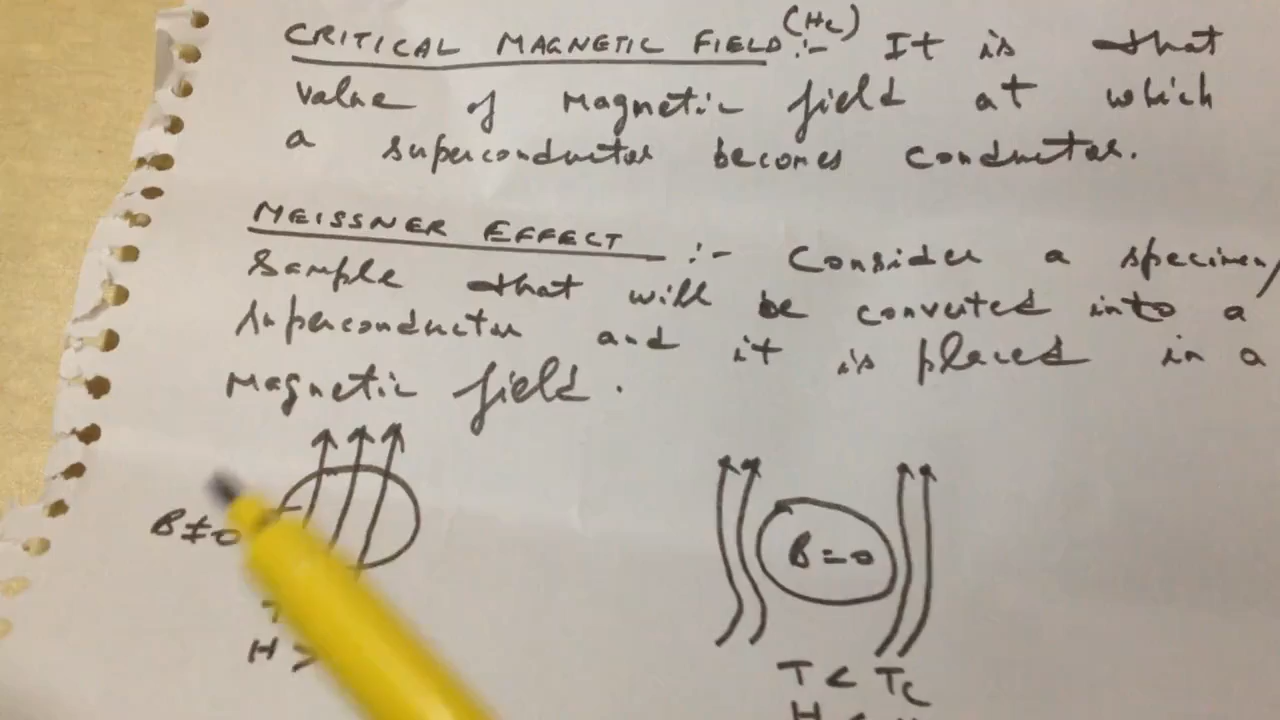 CRITICAL MAGNETIC FIELD (Hc) :- It is that
value of Magnetic field at which
a superconductor becomes conductor.
MEISSNER EFFECT :- Consider a specimen/
Sample that will be converted into a
superconductor and it is placed in a
Magnetic field.
B≠0
B=0
H >
T < Tc